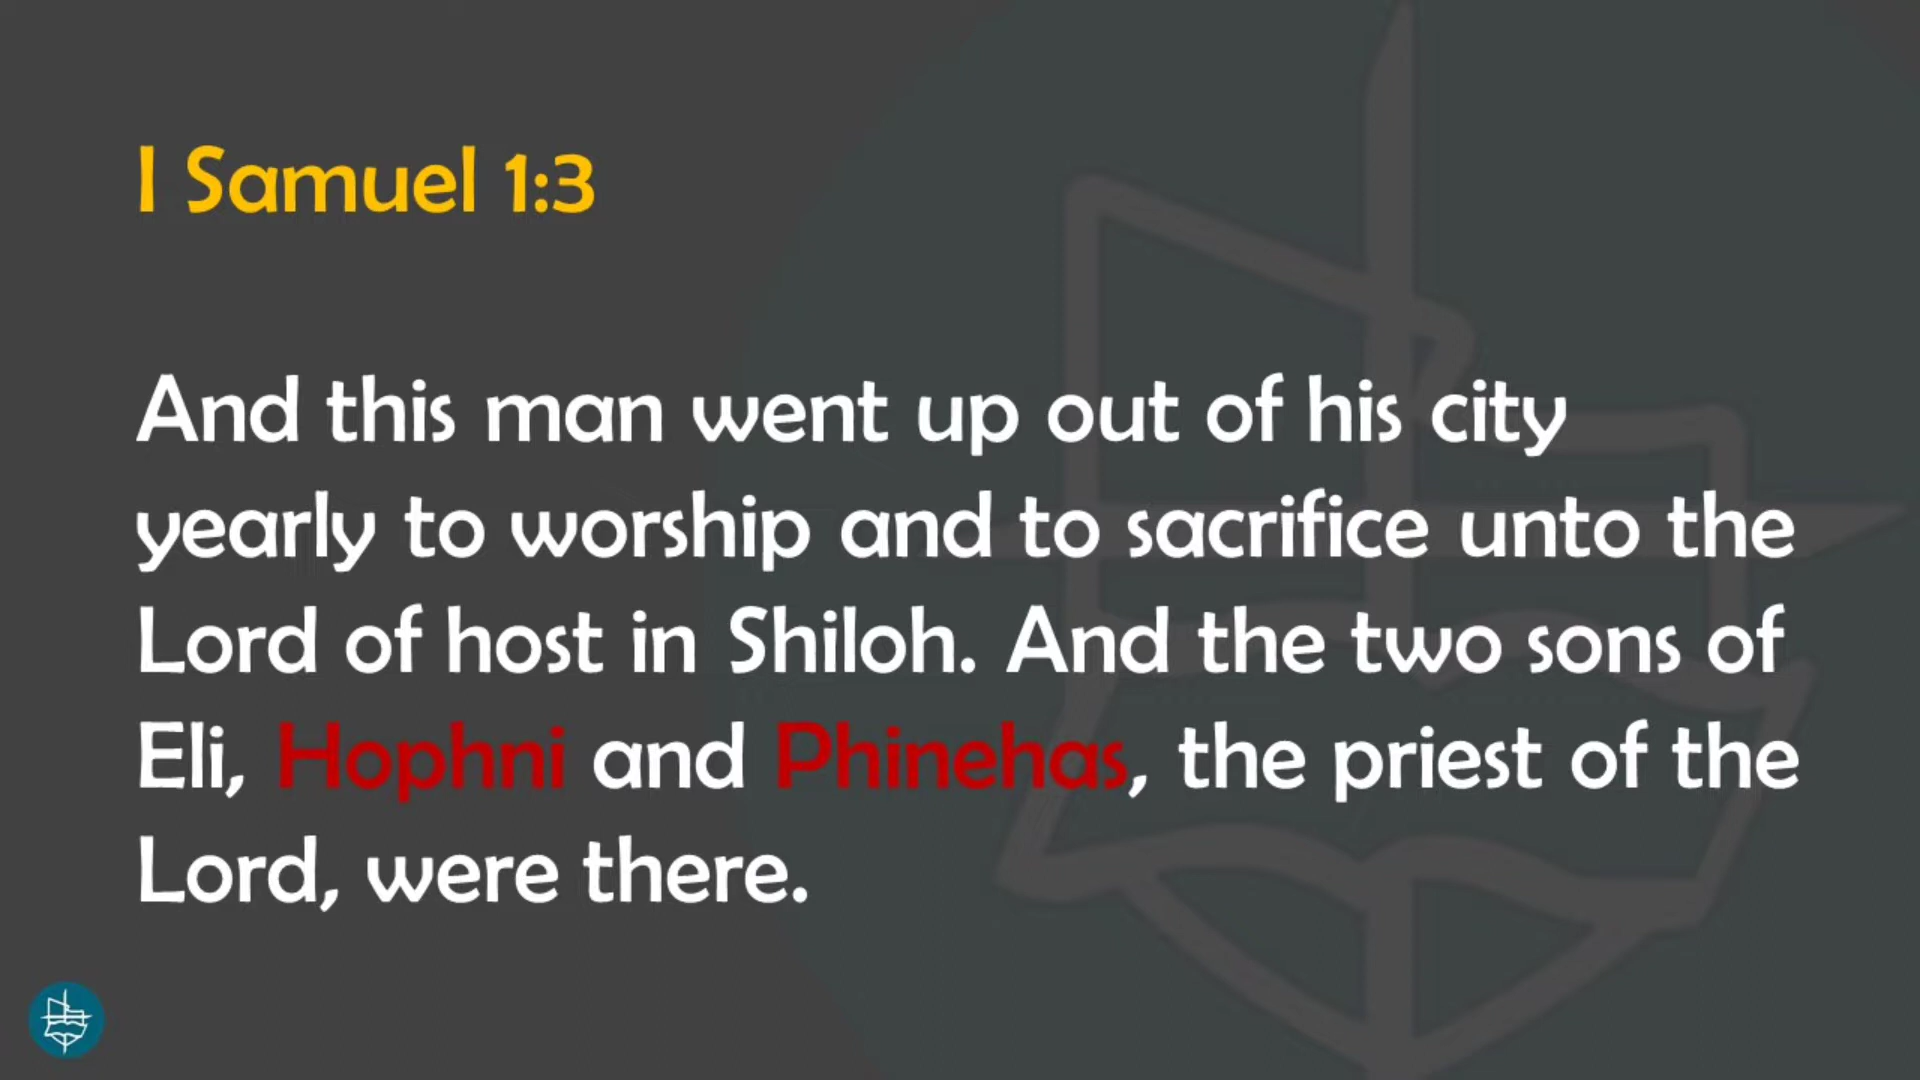 I Samuel 1:3
And this man went up out of his city
yearly to worship and to sacrifice unto the
Lord of host in Shiloh. And the two sons of
Eli, Hophni and Phinehas, the priest of the
Lord, were there.